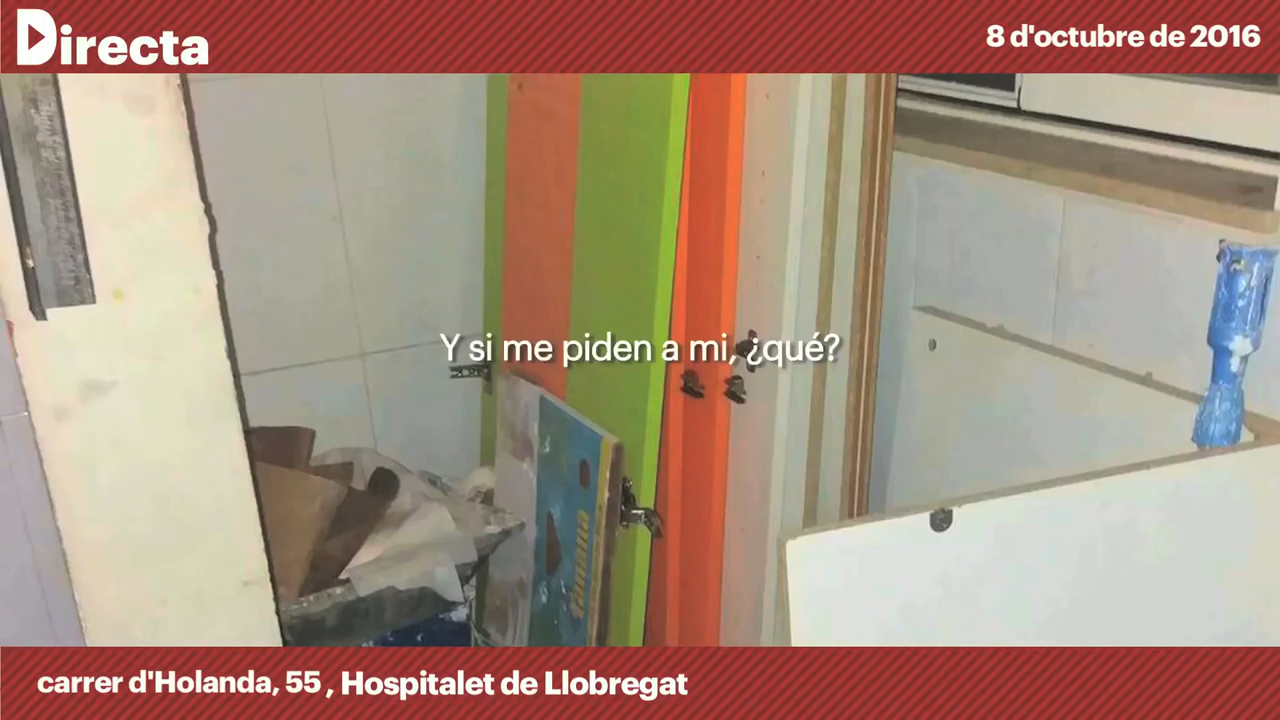 Directa
8 d'octubre de 2016
Y si me piden a mi, ¿qué?
carrer d'Holanda, 55 , Hospitalet de Llobregat